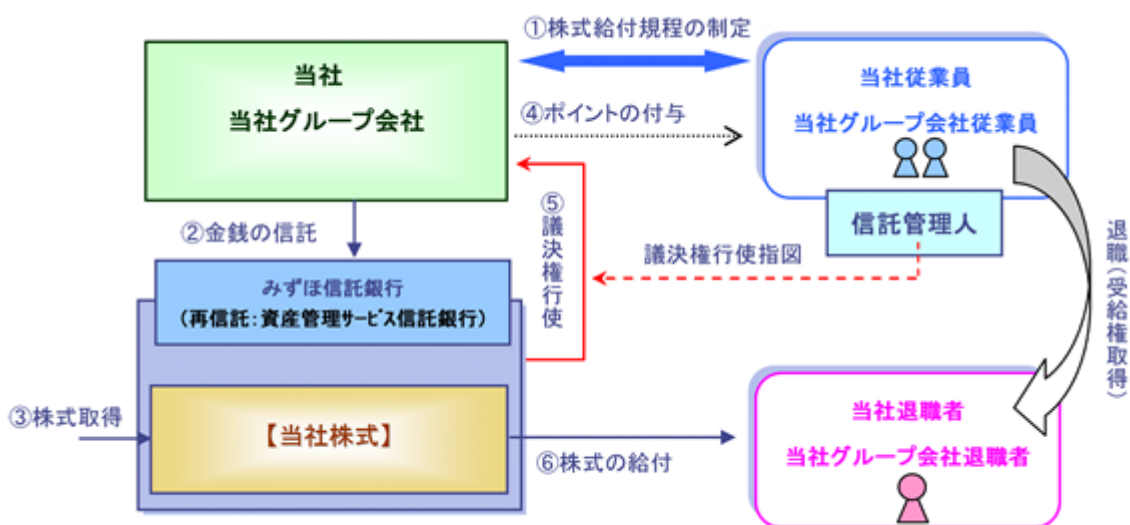 ①株式給付規程の制定
当社
当社グループ会社
当社従業員
当社グループ会社従業員
④ポイントの付与
信託管理人
②金銭の信託
⑤議決権行使
議決権行使指図
退職(受給権取得)
みずほ信託銀行
(再信託:資産管理サービス信託銀行)
③株式取得
【当社株式】
⑥株式の給付
当社退職者
当社グループ会社退職者